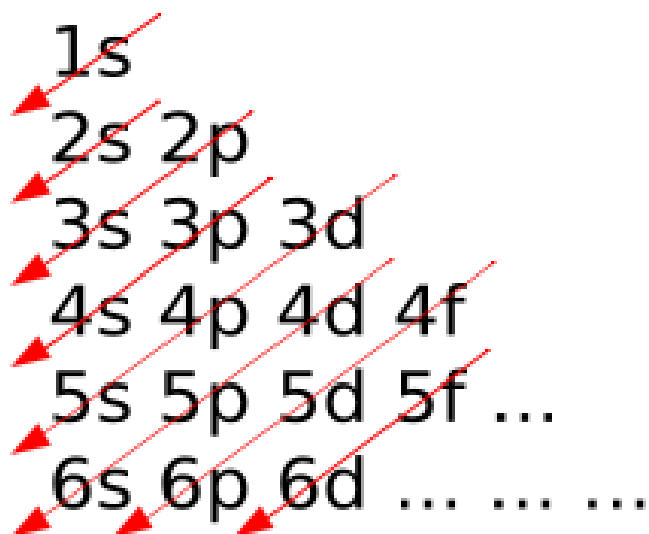 1s
2s 2p
3s 3p 3d
4s 4p 4d 4f
5s 5p 5d 5f ...
6s 6p 6d ... ... ...